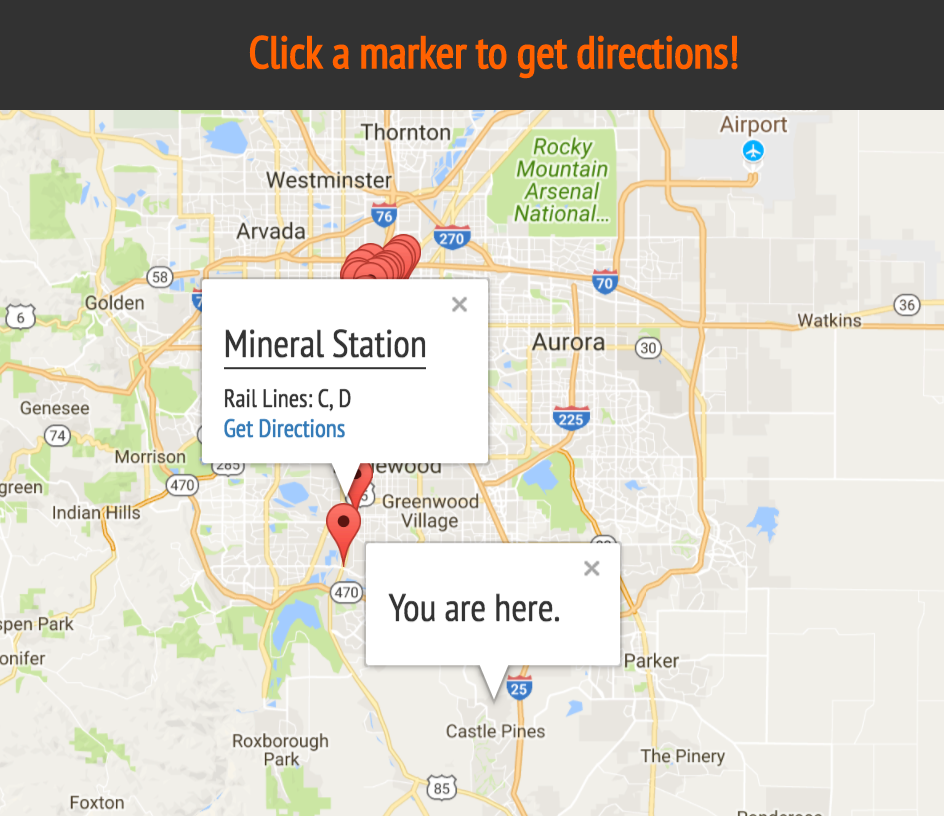 Click a marker to get directions!
Thornton
Airport
Rocky
Mountain
Arsenal
National...
Westminster
76
Arvada
270
58
70
Golden
6
36
Watkins
Mineral Station
Aurora
30
Rail Lines: C, D
Get Directions
Genesee
225
74
Morrison
285
ewood
470
green
Greenwood
Village
Indian Hills
470
You are here.
spen Park
onifer
Parker
25
Castle Pines
Roxborough
Park
The Pinery
85
Foxton